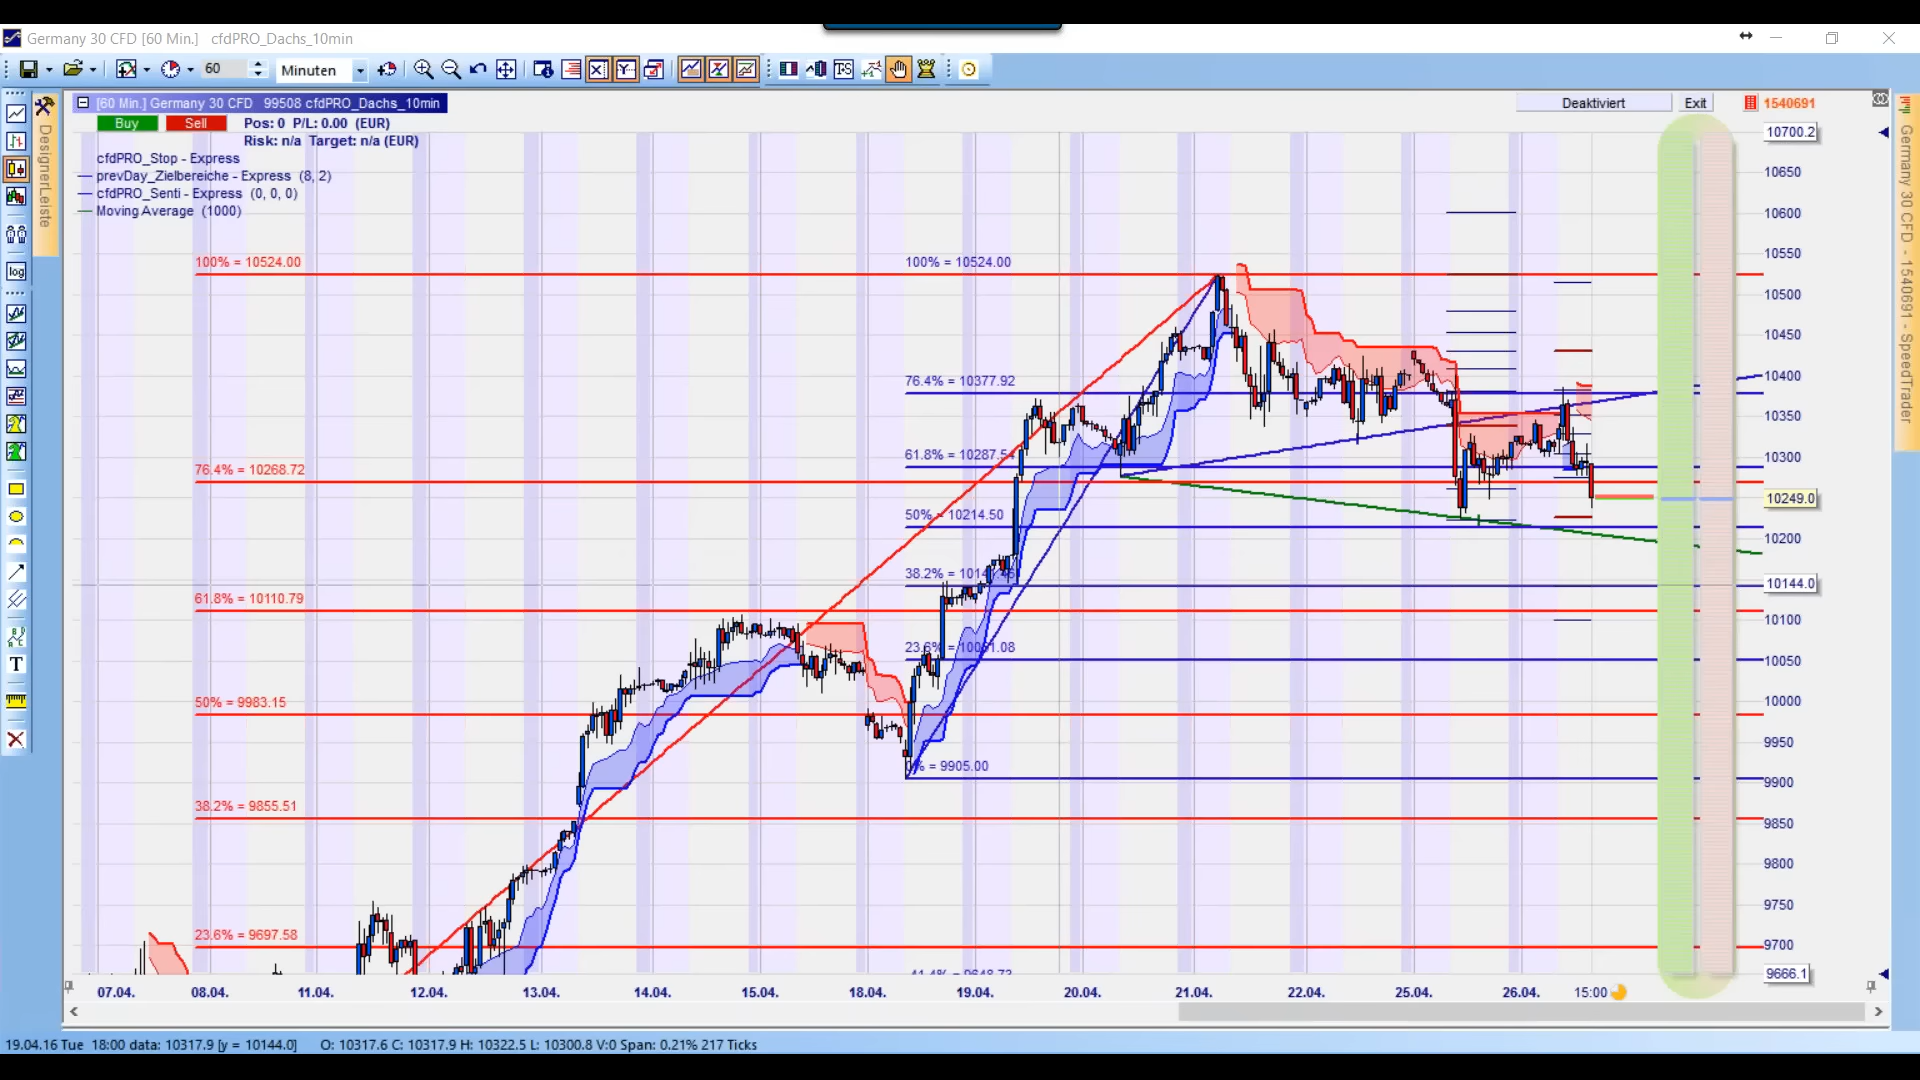 Germany 30 CFD [60 Min.]   cfdPRO_Dachs_10min
60 Minuten
DesignerLeiste
[60 Min.] Germany 30 CFD   99508 cfdPRO_Dachs_10min
Deaktiviert
Exit
1540691
Buy
Sell
Pos: 0  P/L: 0.00  (EUR)
Risk: n/a  Target: n/a (EUR)
cfdPRO_Stop - Express
prevDay_Zielbereiche - Express  (8, 2)
cfdPRO_Senti - Express  (0, 0, 0)
Moving Average  (1000)
log
T
Germany 30 CFD - 1540691 - SpeedTrader
100% = 10524.00
76.4% = 10268.72
61.8% = 10110.79
50% = 9983.15
38.2% = 9855.51
23.6% = 9697.58
100% = 10524.00
76.4% = 10377.92
61.8% = 10287.54
50% = 10214.50
38.2% =
23.6% = 10051.08
0% = 9905.00
10700.2
10650
10600
10550
10500
10450
10400
10350
10300
10249.0
10200
10144.0
10100
10050
10000
9950
9900
9850
9800
9750
9700
9666.1
07.04.
08.04.
11.04.
12.04.
13.04.
14.04.
15.04.
18.04.
19.04.
20.04.
21.04.
22.04.
25.04.
26.04.
15:00
19.04.16 Tue  18:00 data: 10317.9 [y = 10144.0]     O: 10317.6 C: 10317.9 H: 10322.5 L: 10300.8 V:0 Span: 0.21% 217 Ticks